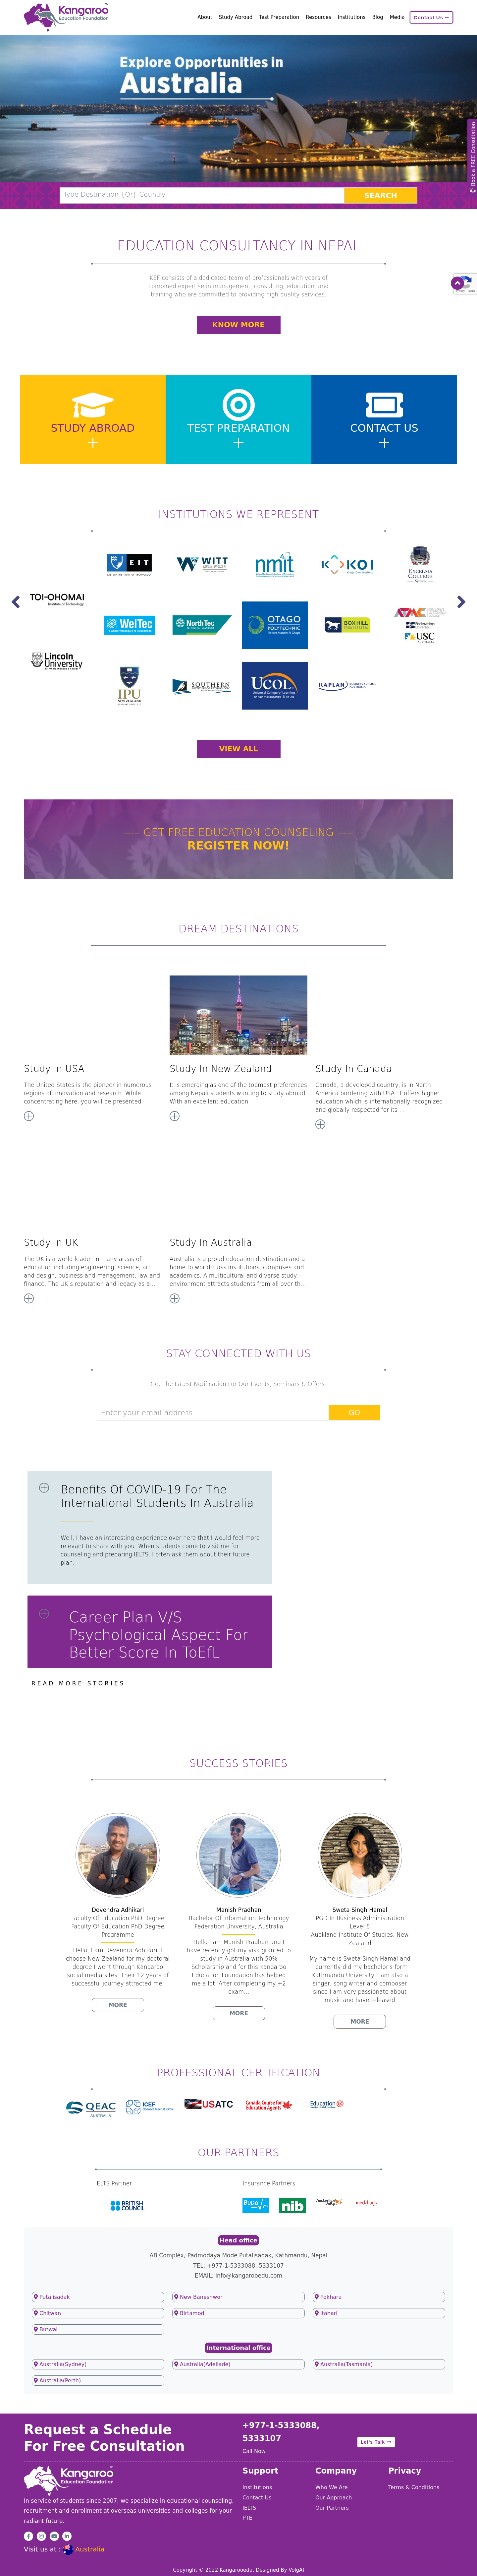 Kangaroo
Education Foundation
About Study Abroad Test Preparation Resources Institutions Blog Media Contact Us
Explore Opportunities in
Australia
Book a FREE Consultation
Type Destination (Or) Country
SEARCH
EDUCATION CONSULTANCY IN NEPAL
KEF consists of a dedicated team of professionals with years of
combined expertise in management, consulting, education, and
training who are committed to providing high-quality services.
KNOW MORE
STUDY ABROAD
TEST PREPARATION
CONTACT US
INSTITUTIONS WE REPRESENT
TOI-OHOMAI
Institute of Technology
Lincoln
University
EIT
WelTec
IPU
NEW ZEALAND
WITT
NorthTec
SOUTHERN
nmit
OTAGO
POLYTECHNIC
UCOL
KOI
BOX HILL
INSTITUTE
KAPLAN
BUSINESS SCHOOL
AUSTRALIA
EXCELSIA
COLLEGE
Sydney
Federation
USC
VIEW ALL
GET FREE EDUCATION COUNSELING
REGISTER NOW!
DREAM DESTINATIONS
Study In USA
The United States is the pioneer in numerous
regions of innovation and research. While
concentrating here, you will be presented
Study In New Zealand
It is emerging as one of the topmost preferences
among Nepali students wanting to study abroad.
With an excellent education
Study In Canada
Canada, a developed country, is in North
America bordering with USA. It offers higher
education which is internationally recognized
and globally respected for its ...
Study In UK
The UK is a world leader in many areas of
education including engineering, science, art
and design, business and management, law and
finance. The UK's reputation and legacy as a...
Study In Australia
Australia is a proud education destination and a
home to world-class institutions, campuses and
academics. A multicultural and diverse study
environment attracts students from all over th...
STAY CONNECTED WITH US
Get The Latest Notification For Our Events, Seminars & Offers.
Enter your email address...
GO
Benefits Of COVID-19 For The
International Students In Australia
Well, I have an interesting experience over here that I would feel more
relevant to share with you. When students come to visit me for
counseling and preparing IELTS, I often ask them about their future
plan.
Career Plan V/S
Psychological Aspect For
Better Score In ToEfL
READ MORE STORIES
SUCCESS STORIES
Devendra Adhikari
Faculty Of Education PhD Degree
Faculty Of Education PhD Degree
Programme
Hello, I am Devendra Adhikari. I
choose New Zealand for my doctoral
degree.I went through Kangaroo
social media sites. Their 12 years of
successful journey attracted me.
MORE
Manish Pradhan
Bachelor Of Information Technology
Federation University, Australia
Hello I am Manish Pradhan and I
have recently got my visa granted to
study in Australia with 50%
Scholarship and for this Kangaroo
Education Foundation has helped
me a lot. After completing my +2
exam...
MORE
Sweta Singh Hamal
PGD In Business Administration
Level 8
Auckland Institute Of Studies, New
Zealand
My name is Sweta Singh Hamal and
I currently did my bachelor's form
Kathmandu University. I am also a
singer, song writer and composer
since I am very passionate about
music and have released
MORE
PROFESSIONAL CERTIFICATION
QEAC
AUSTRALIA
ICEF
USATC
Canada Course for
Education Agents
Education
OUR PARTNERS
IELTS Partner
BRITISH
COUNCIL
Insurance Partners
Bupa
nib
medibank
Head office
AB Complex, Padmodaya Mode Putalisadak, Kathmandu, Nepal
TEL: +977-1-5333088, 5333107
EMAIL: info@kangarooedu.com
Putalisadak
New Baneshwor
Pokhara
Chitwan
Birtamod
Itahari
Butwal
International office
Australia(Sydney)
Australia(Adeliade)
Australia(Tasmania)
Australia(Perth)
Request a Schedule
For Free Consultation
+977-1-5333088,
5333107
Call Now
Let's Talk
Kangaroo
Education Foundation
In service of students since 2007, we specialize in educational counseling,
recruitment and enrollment at overseas universities and colleges for your
radiant future.
Visit us at : Australia
Support
Institutions
Contact Us
IELTS
PTE
Company
Who We Are
Our Approach
Our Partners
Privacy
Terms & Conditions
Copyright © 2022 Kangarooedu. Designed By VolgAI